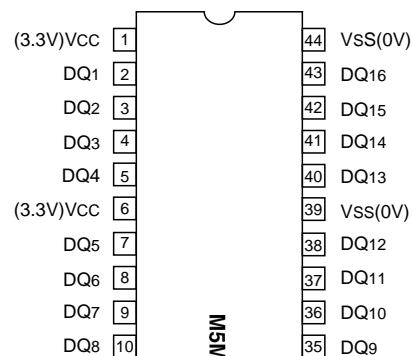 (3.3V)VCC 1 44 VSS(0V)
DQ1 2 43 DQ16
DQ2 3 42 DQ15
DQ3 4 41 DQ14
DQ4 5 40 DQ13
(3.3V)VCC 6 39 VSS(0V)
DQ5 7 38 DQ12
DQ6 8 37 DQ11
DQ7 9 36 DQ10
DQ8 10 35 DQ9
M5M